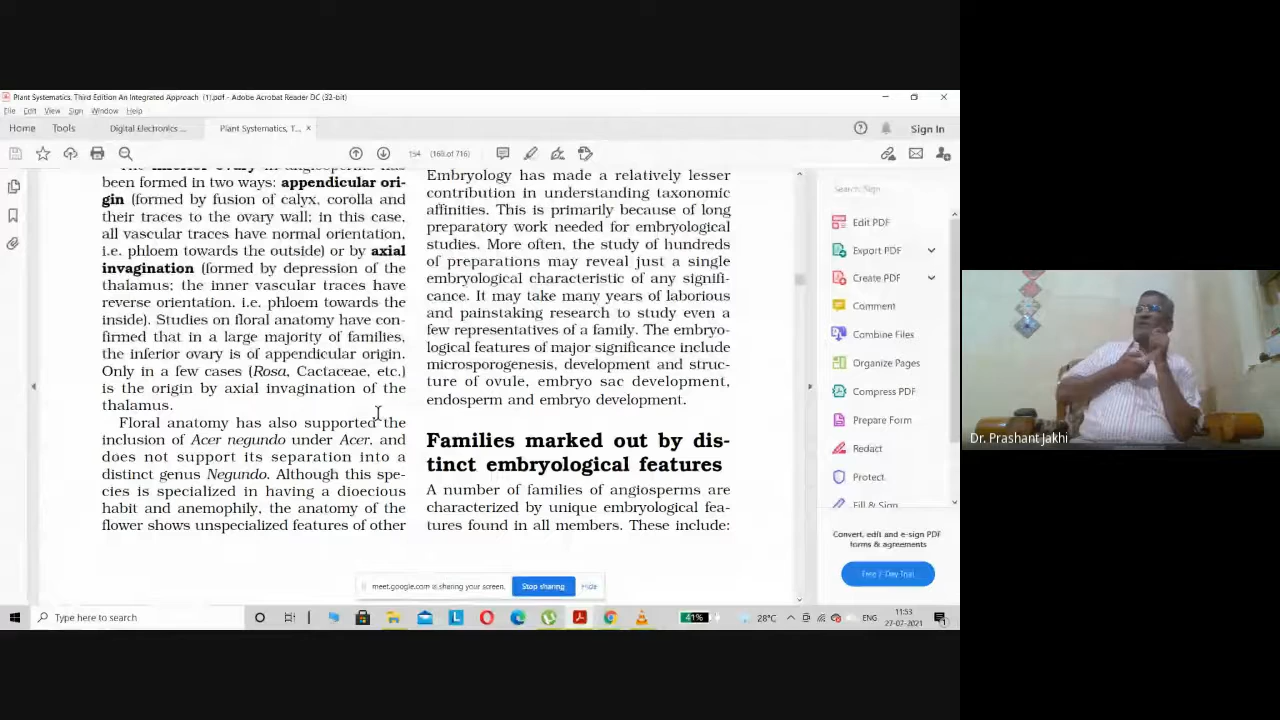 Plant Systematics, Third Edition An Integrated Approach (1).pdf - Adobe Acrobat Reader DC (32-bit)
File Edit View Sign Window Help
Home Tools Digital Electronics ... Plant Systematics, T... × Sign In
(168 of 716)
inferior ovary in angiosperms has
been formed in two ways: appendicular ori-
gin (formed by fusion of calyx, corolla and
their traces to the ovary wall; in this case,
all vascular traces have normal orientation,
i.e. phloem towards the outside) or by axial
invagination (formed by depression of the
thalamus; the inner vascular traces have
reverse orientation, i.e. phloem towards the
inside). Studies on floral anatomy have con-
firmed that in a large majority of families,
the inferior ovary is of appendicular origin.
Only in a few cases (Rosa, Cactaceae, etc.)
is the origin by axial invagination of the
thalamus.
Floral anatomy has also supported the
inclusion of Acer negundo under Acer, and
does not support its separation into a
distinct genus Negundo. Although this spe-
cies is specialized in having a dioecious
habit and anemophily, the anatomy of the
flower shows unspecialized features of other
Embryology has made a relatively lesser
contribution in understanding taxonomic
affinities. This is primarily because of long
preparatory work needed for embryological
studies. More often, the study of hundreds
of preparations may reveal just a single
embryological characteristic of any signifi-
cance. It may take many years of laborious
and painstaking research to study even a
few representatives of a family. The embryo-
logical features of major significance include
microsporogenesis, development and struc-
ture of ovule, embryo sac development,
endosperm and embryo development.
Families marked out by dis-
tinct embryological features
A number of families of angiosperms are
characterized by unique embryological fea-
tures found in all members. These include:
Edit PDF
Export PDF
Create PDF
Comment
Combine Files
Organize Pages
Compress PDF
Prepare Form
Redact
Protect
Fill & Sign
Convert, edit and e-sign PDF
forms & agreements
Free 7-Day Trial
Dr. Prashant Jakhi
meet.google.com is sharing your screen. Stop sharing Hide
Type here to search
41% 28°C ENG 11:53
27-07-2021